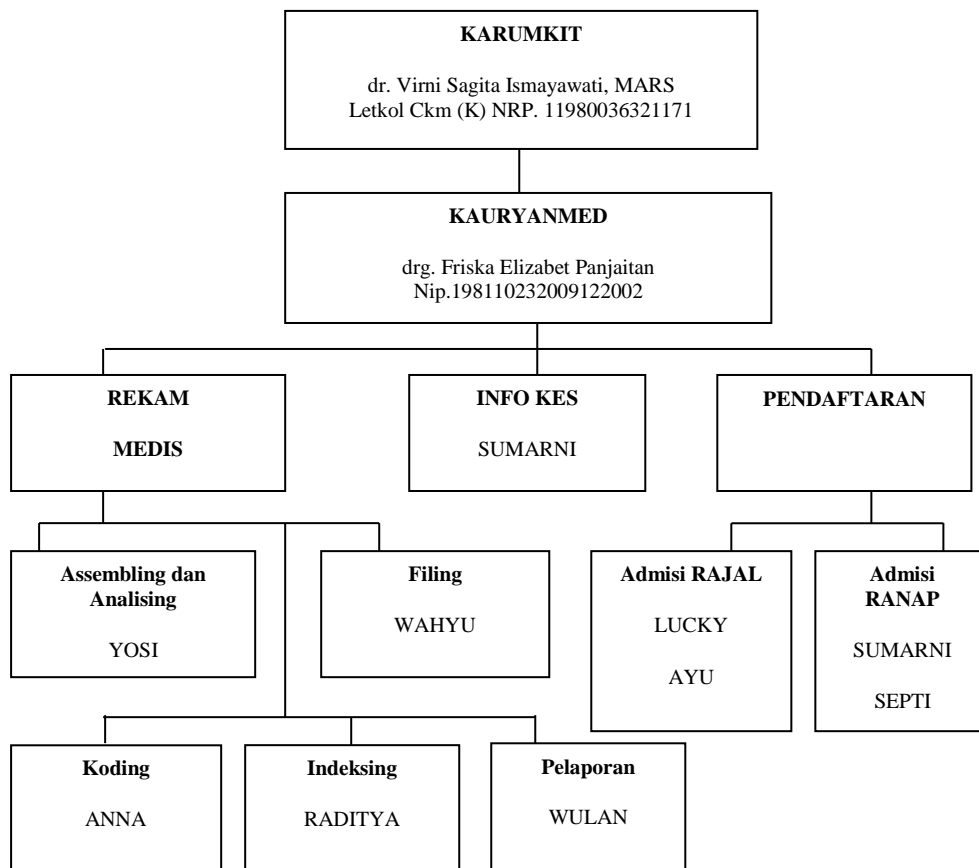 KARUMKIT
dr. Virni Sagita Ismayawati, MARS
Letkol Ckm (K) NRP. 11980036321171
KAURYANMED
drg. Friska Elizabet Panjaitan
Nip.198110232009122002
REKAM
MEDIS
INFO KES
SUMARNI
PENDAFTARAN
Assembling dan
Analising
YOSI
Filing
WAHYU
Admisi RAJAL
LUCKY
AYU
Admisi
RANAP
SUMARNI
SEPTI
Koding
ANNA
Indeksing
RADITYA
Pelaporan
WULAN